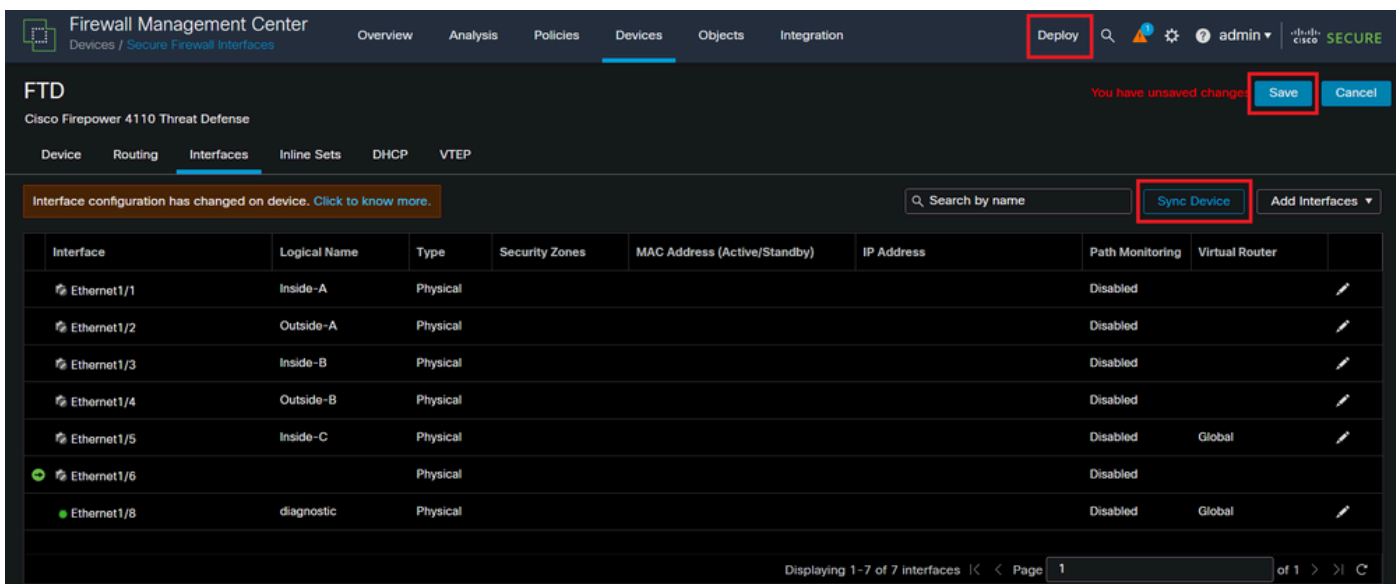 Firewall Management Center
Devices / Secure Firewall Interfaces
Overview Analysis Policies Devices Objects Integration
Deploy 1 ? admin ▾ cisco SECURE
FTD
You have unsaved changes Save Cancel
Cisco Firepower 4110 Threat Defense
Device Routing Interfaces Inline Sets DHCP VTEP
Interface configuration has changed on device. Click to know more.
Search by name Sync Device Add Interfaces ▾
Interface Logical Name Type Security Zones MAC Address (Active/Standby) IP Address Path Monitoring Virtual Router
Ethernet1/1 Inside-A Physical Disabled
Ethernet1/2 Outside-A Physical Disabled
Ethernet1/3 Inside-B Physical Disabled
Ethernet1/4 Outside-B Physical Disabled
Ethernet1/5 Inside-C Physical Disabled Global
Ethernet1/6 Physical Disabled
Ethernet1/8 diagnostic Physical Disabled Global
Displaying 1-7 of 7 interfaces |< < Page 1 of 1 > >| C